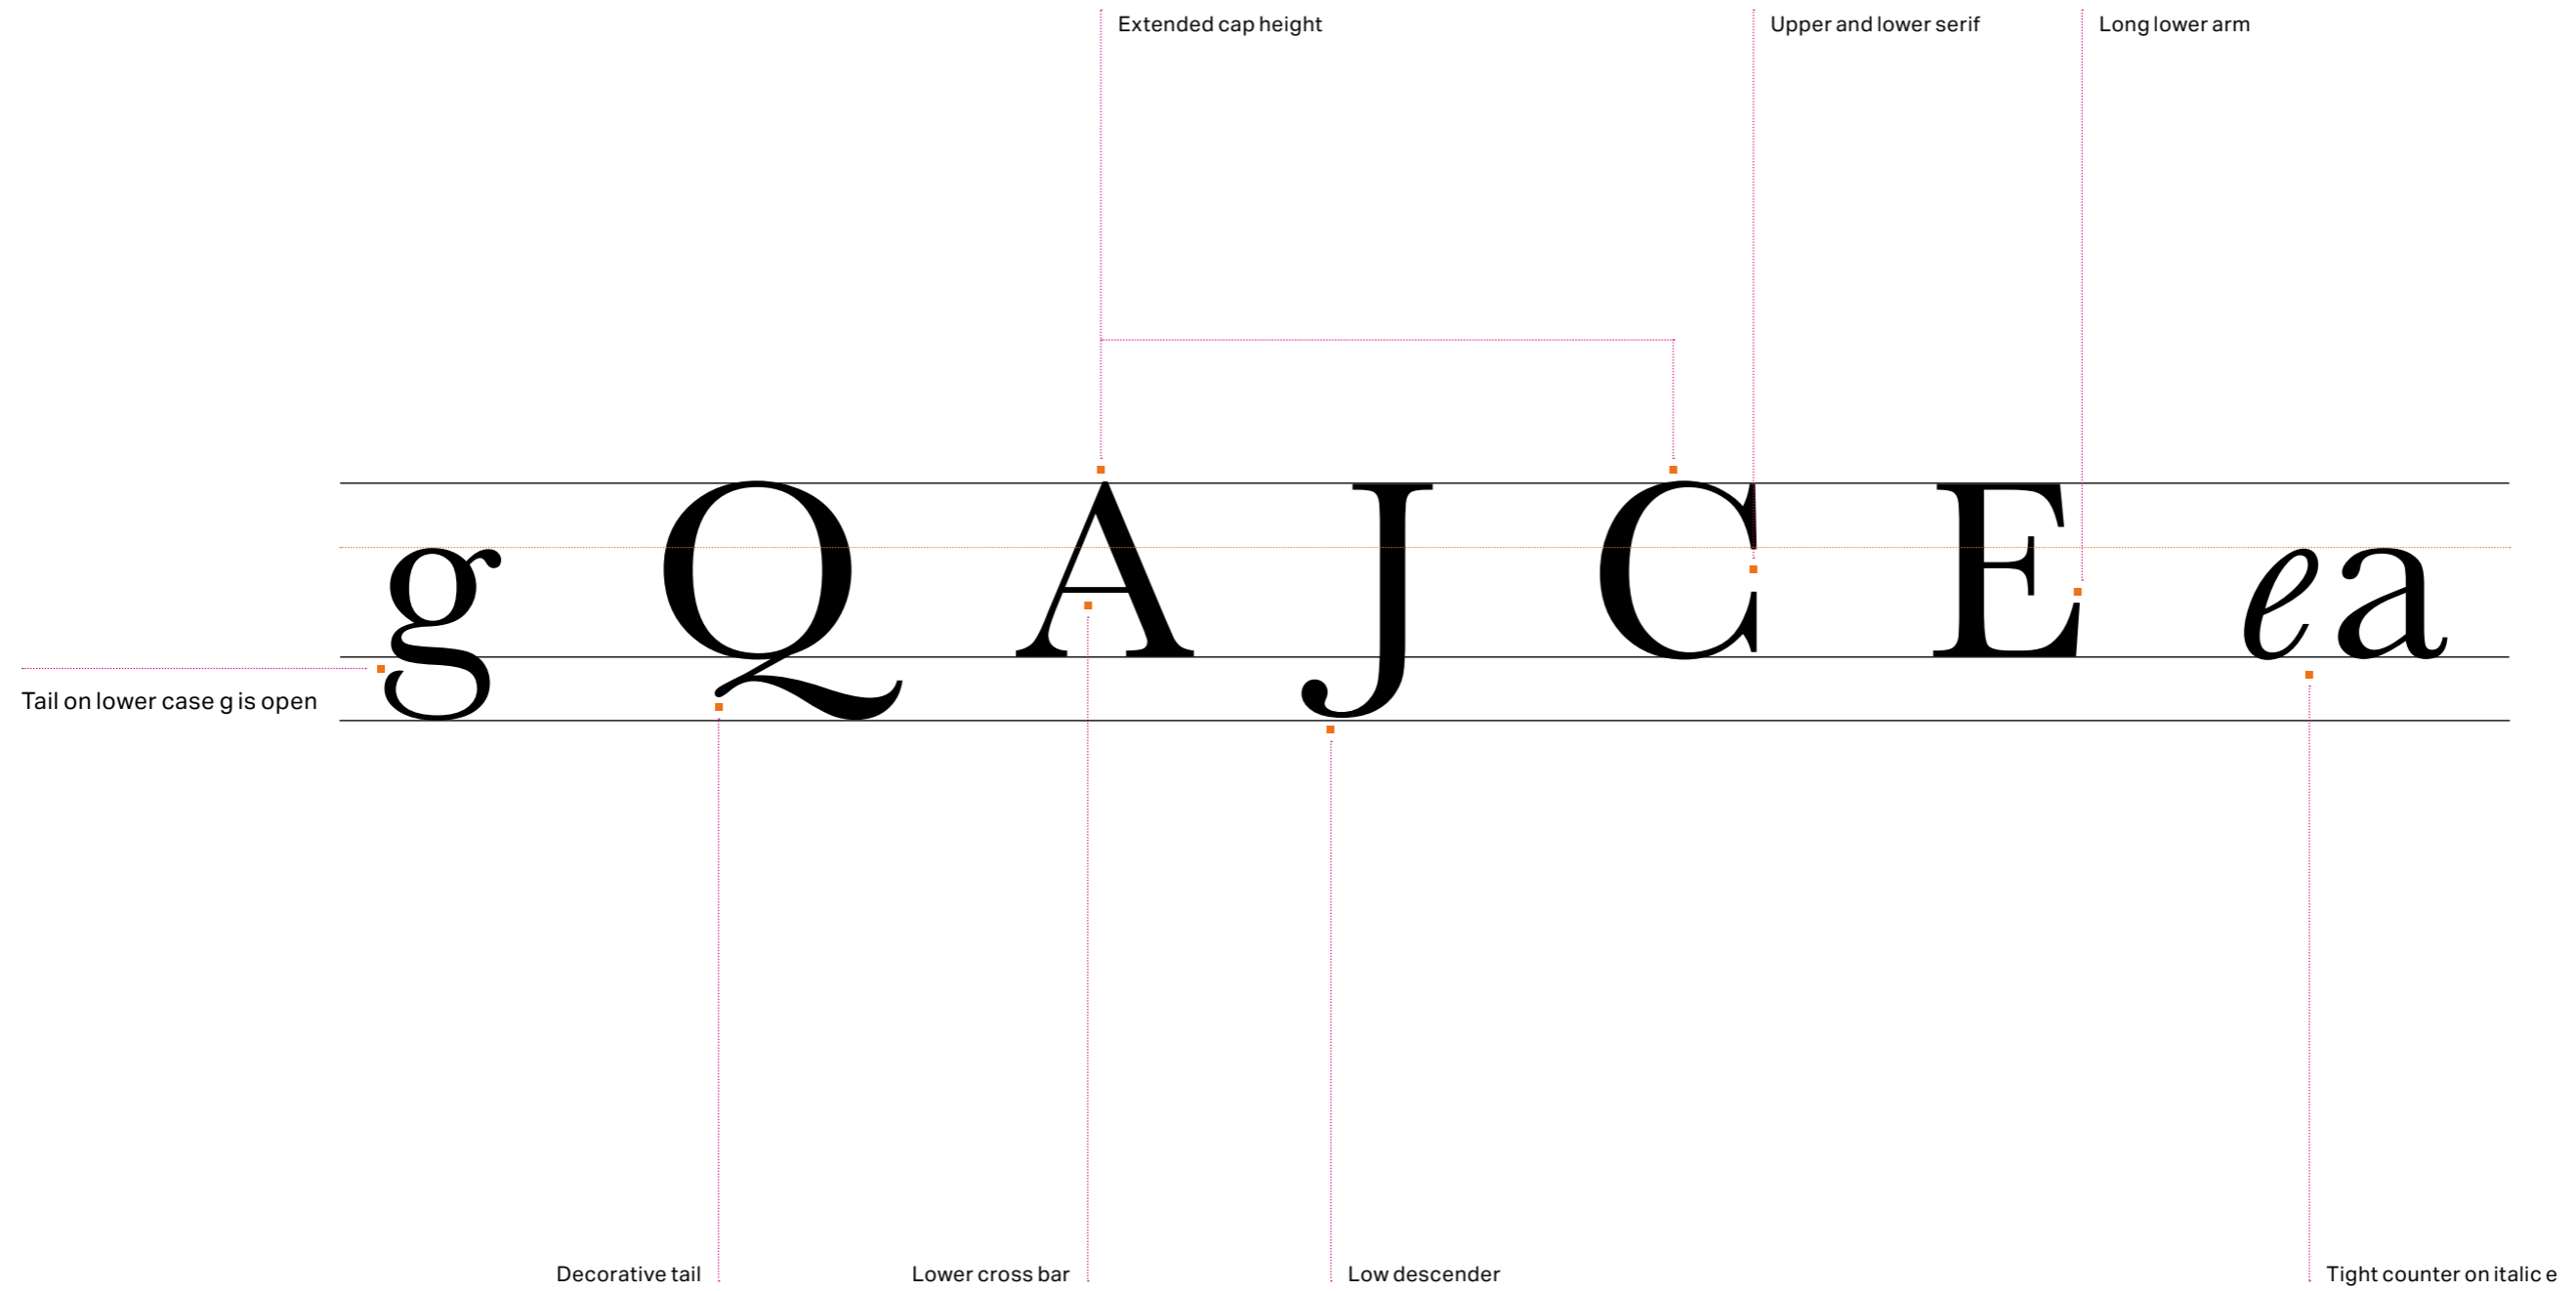 Extended cap height
Upper and lower serif
Long lower arm
g Q A J C E e a
Tail on lower case g is open
Decorative tail
Lower cross bar
Low descender
Tight counter on italic e